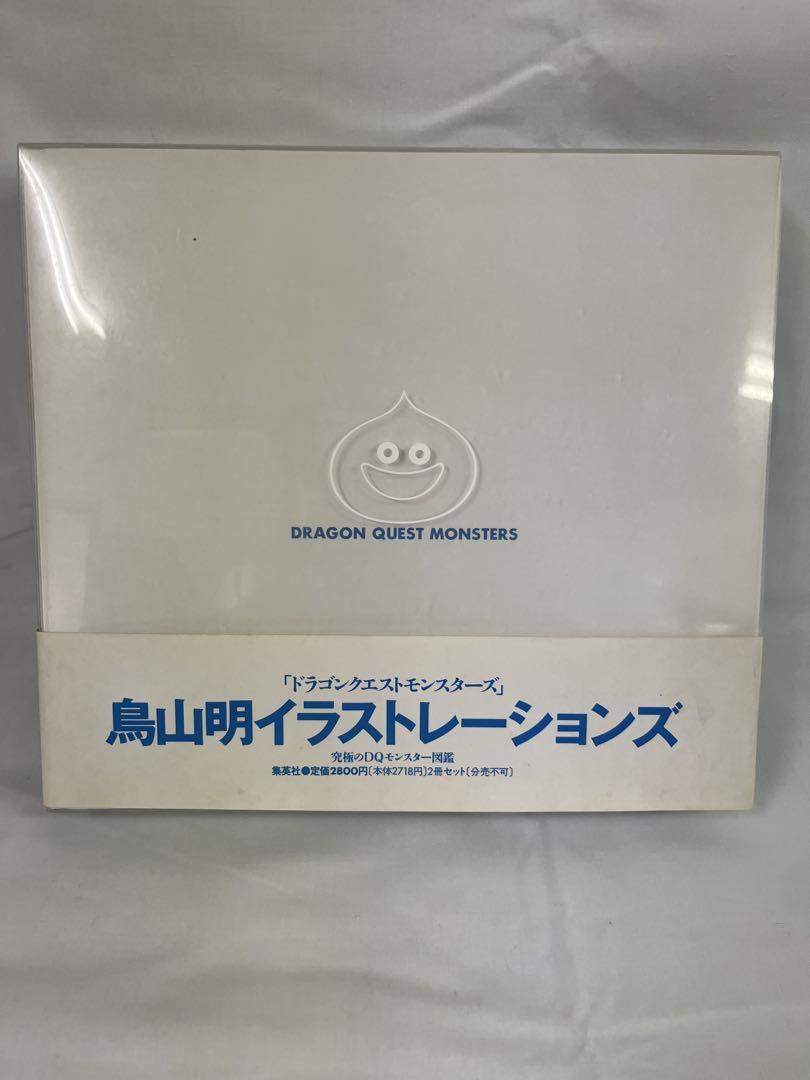 DRAGON QUEST MONSTERS
「ドラゴンクエストモンスターズ」
鳥山明イラストレーションズ
究極のDQモンスター図鑑
集英社●定価2800円〔本体2718円〕2冊セット〔分売不可〕